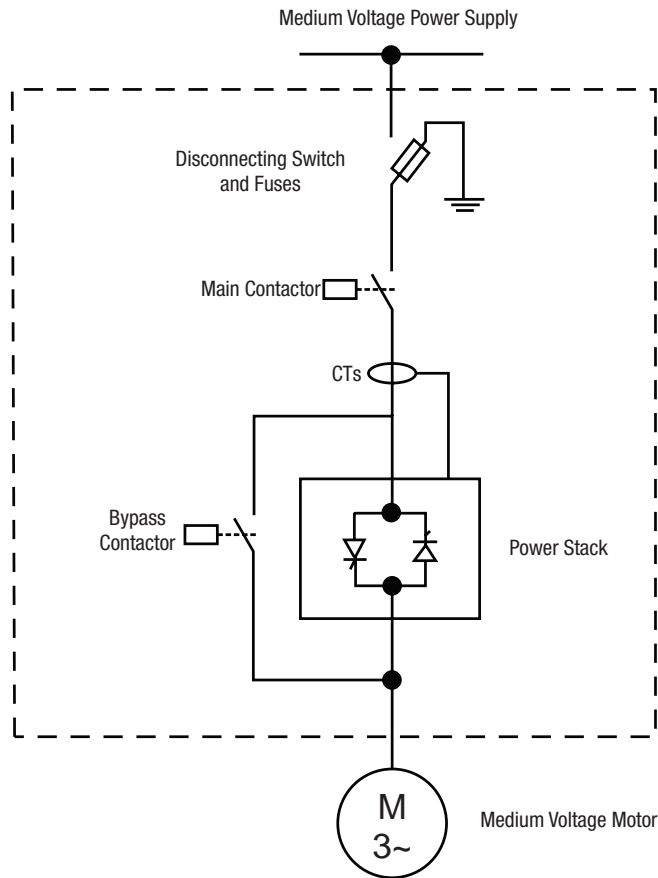 Medium Voltage Power Supply
Disconnecting Switch
and Fuses
Main Contactor
CTs
Bypass
Contactor
Power Stack
M
3~
Medium Voltage Motor